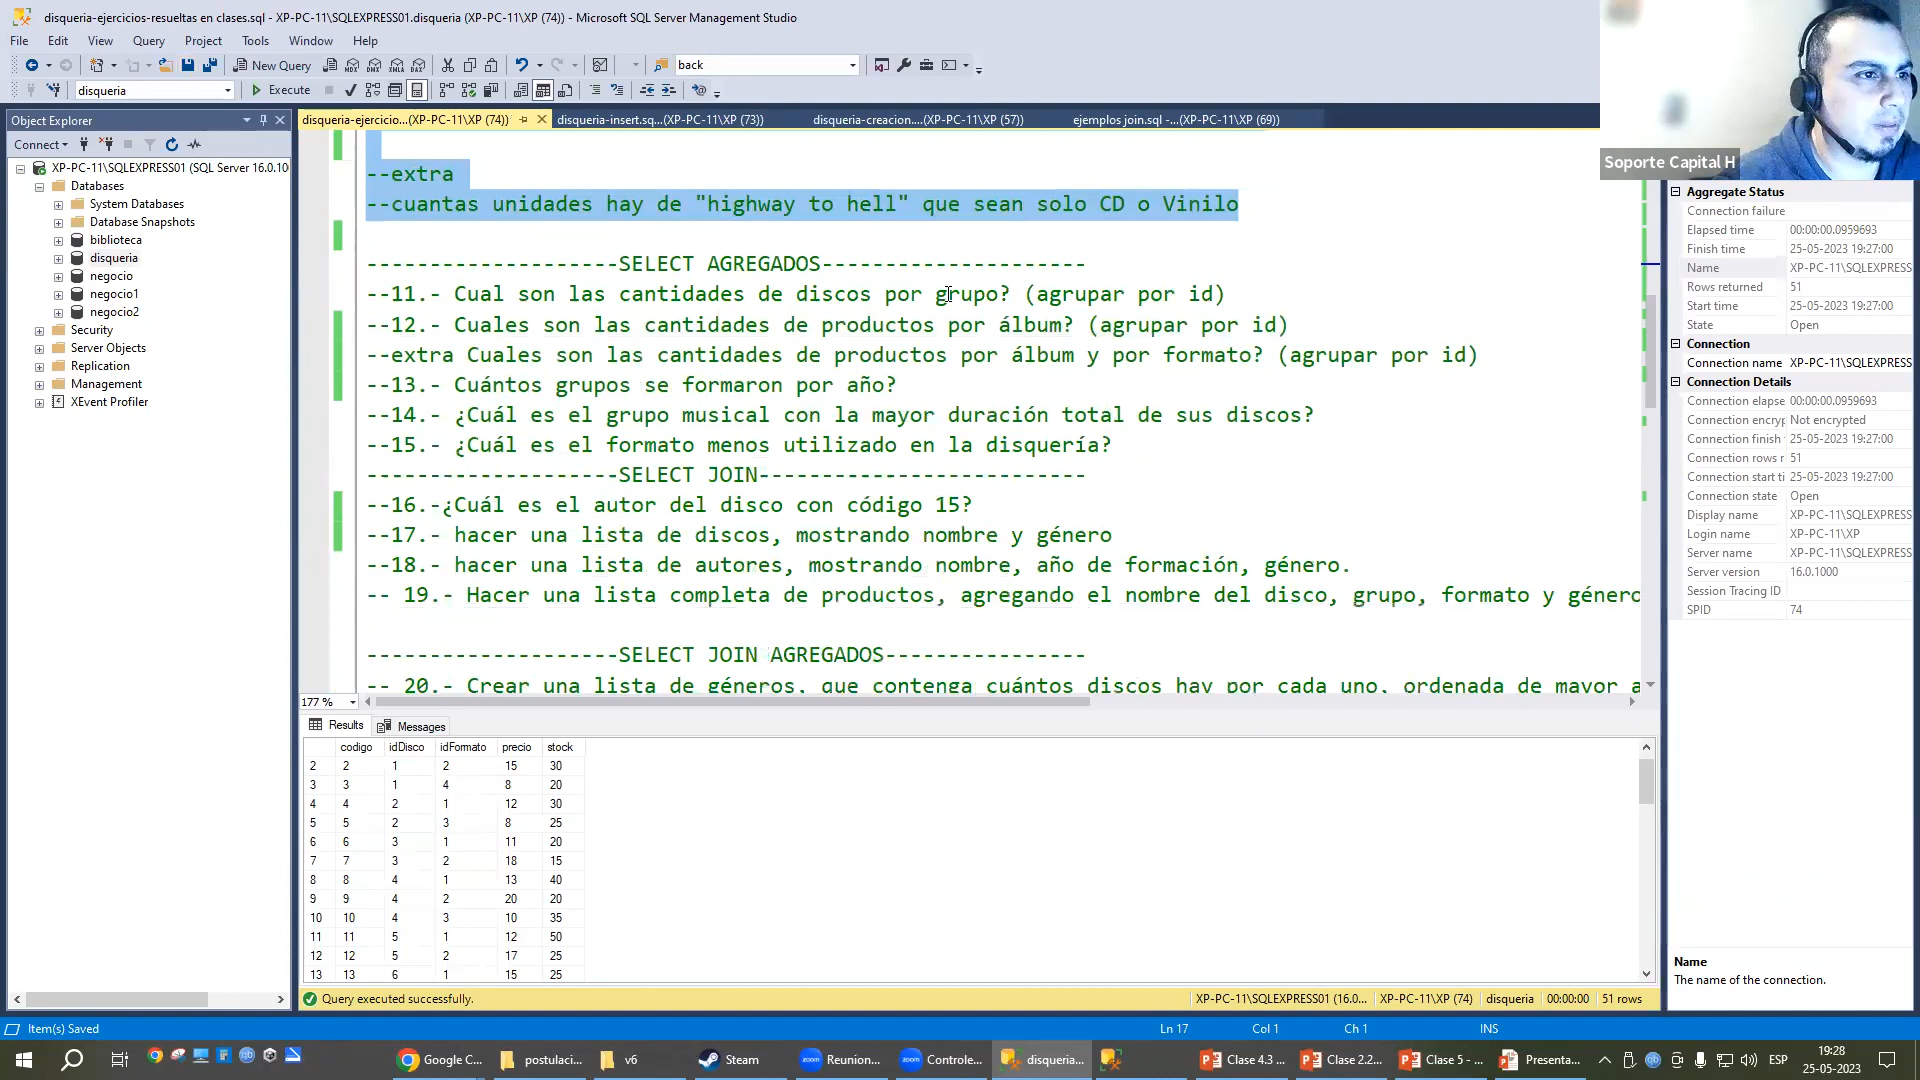 disqueria-ejercicios-resueltas en clases.sql - XP-PC-11\SQLEXPRESS01.disqueria (XP-PC-11\XP (74)) - Microsoft SQL Server Management Studio
File Edit View Query Project Tools Window Help
New Query MDX DMX XMLA DAX back
disqueria Execute
Object Explorer
Connect
XP-PC-11\SQLEXPRESS01 (SQL Server 16.0.10
Databases
System Databases
Database Snapshots
biblioteca
disqueria
negocio
negocio1
negocio2
Security
Server Objects
Replication
Management
XEvent Profiler
disqueria-ejercicio...(XP-PC-11\XP (74)) disqueria-insert.sq...(XP-PC-11\XP (73)) disqueria-creacion....(XP-PC-11\XP (57)) ejemplos join.sql -...(XP-PC-11\XP (69))
--extra
--cuantas unidades hay de "highway to hell" que sean solo CD o Vinilo
--------------------SELECT AGREGADOS---------------------
--11.- Cual son las cantidades de discos por grupo? (agrupar por id)
--12.- Cuales son las cantidades de productos por álbum? (agrupar por id)
--extra Cuales son las cantidades de productos por álbum y por formato? (agrupar por id)
--13.- Cuántos grupos se formaron por año?
--14.- ¿Cuál es el grupo musical con la mayor duración total de sus discos?
--15.- ¿Cuál es el formato menos utilizado en la disquería?
--------------------SELECT JOIN--------------------------
--16.-¿Cuál es el autor del disco con código 15?
--17.- hacer una lista de discos, mostrando nombre y género
--18.- hacer una lista de autores, mostrando nombre, año de formación, género.
-- 19.- Hacer una lista completa de productos, agregando el nombre del disco, grupo, formato y género
--------------------SELECT JOIN AGREGADOS----------------
-- 20.- Crear una lista de géneros, que contenga cuántos discos hay por cada uno, ordenada de mayor a
177 %
Results Messages
codigo idDisco idFormato precio stock
2 2 1 2 15 30
3 3 1 4 8 20
4 4 2 1 12 30
5 5 2 3 8 25
6 6 3 1 11 20
7 7 3 2 18 15
8 8 4 1 13 40
9 9 4 2 20 20
10 10 4 3 10 35
11 11 5 1 12 50
12 12 5 2 17 25
13 13 6 1 15 25
Query executed successfully. XP-PC-11\SQLEXPRESS01 (16.0... XP-PC-11\XP (74) disqueria 00:00:00 51 rows
Soporte Capital H
Aggregate Status
Connection failure
Elapsed time 00:00:00.0959693
Finish time 25-05-2023 19:27:00
Name XP-PC-11\SQLEXPRESS
Rows returned 51
Start time 25-05-2023 19:27:00
State Open
Connection
Connection name XP-PC-11\SQLEXPRESS
Connection Details
Connection elapse 00:00:00.0959693
Connection encryp Not encrypted
Connection finish 25-05-2023 19:27:00
Connection rows r 51
Connection start ti 25-05-2023 19:27:00
Connection state Open
Display name XP-PC-11\SQLEXPRESS
Login name XP-PC-11\XP
Server name XP-PC-11\SQLEXPRESS
Server version 16.0.1000
Session Tracing ID
SPID 74
Name
The name of the connection.
Item(s) Saved Ln 17 Col 1 Ch 1 INS
Google C... postulaci... v6 Steam Reunion... Controle... disqueria... Clase 4.3 ... Clase 2.2... Clase 5 - ... Presenta... ESP 19:28
25-05-2023